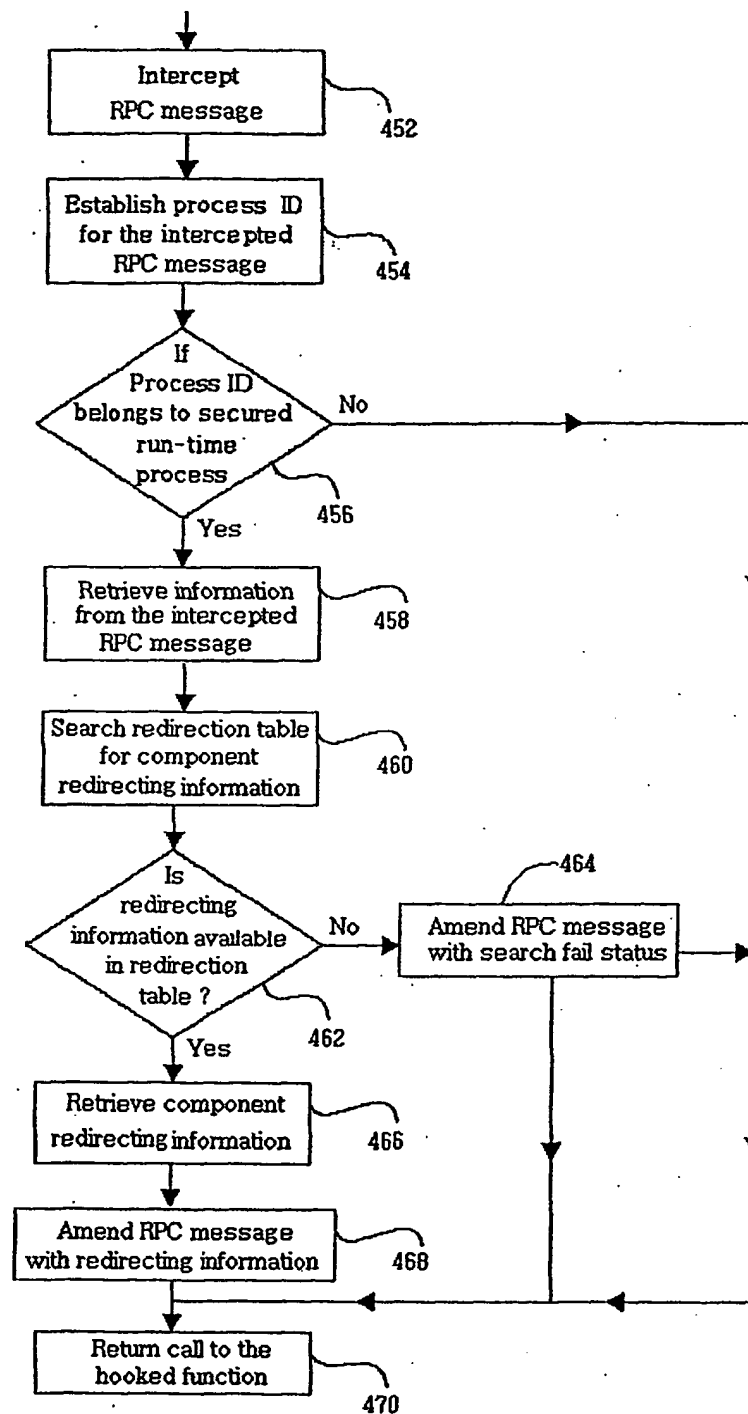 Intercept
RPC message
452
Establish process ID
for the intercepted
RPC message
454
If
Process ID
belongs to secured
run-time
process
No
456
Yes
Retrieve information
from the intercepted
RPC message
458
Search redirection table
for component
redirecting information
460
Is
redirecting
information available
in redirection
table ?
No
462
464
Amend RPC message
with search fail status
Yes
Retrieve component
redirecting information
466
Amend RPC message
with redirecting information
468
Return call to the
hooked function
470